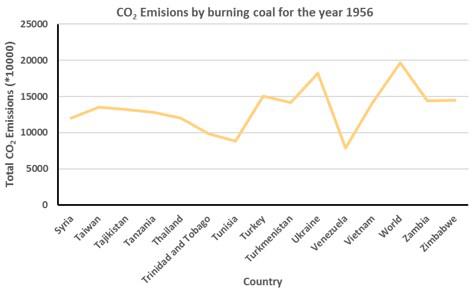 CO2 Emisions by burning coal for the year 1956
Total CO2 Emissions (*10000)
25000
20000
15000
10000
5000
0
Syria
Taiwan
Tajikistan
Tanzania
Thailand
Trinidad and Tobago
Tunisia
Turkey
Turkmenistan
Ukraine
Venezuela
Vietnam
World
Zambia
Zimbabwe
Country